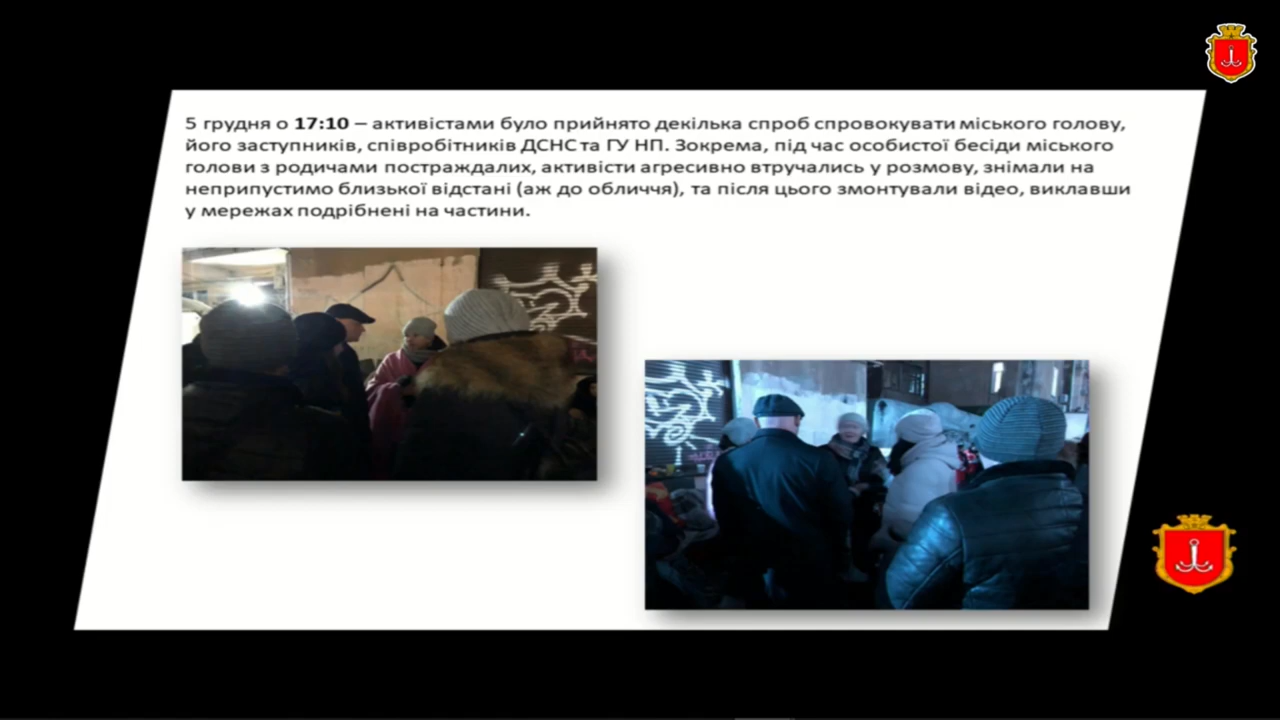 5 грудня о 17:10 – активістами було прийнято декілька спроб спровокувати міського голову,
його заступників, співробітників ДСНС та ГУ НП. Зокрема, під час особистої бесіди міського
голови з родичами постраждалих, активісти агресивно втручались у розмову, знімали на
неприпустимо близької відстані (аж до обличчя), та після цього змонтували відео, виклавши
у мережах подрібнені на частини.